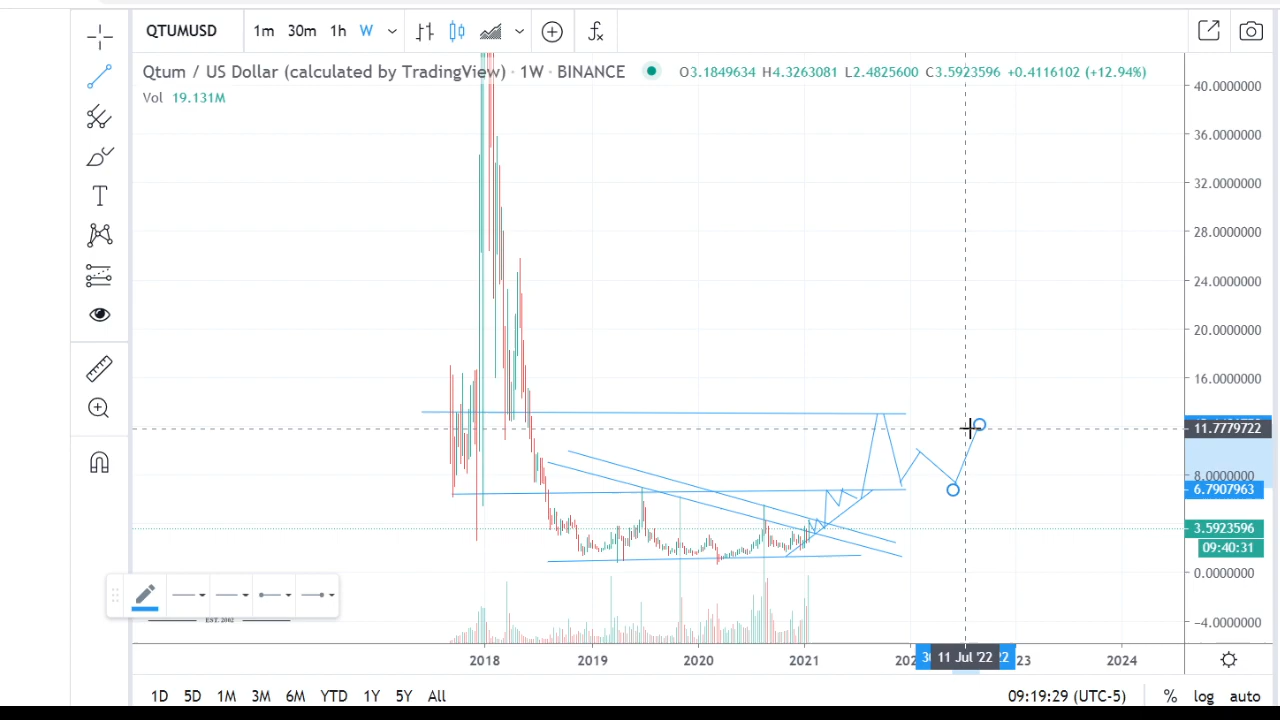 QTUMUSD 1m 30m 1h W
Qtum / US Dollar (calculated by TradingView) · 1W · BINANCE O3.1849634 H4.3263081 L2.4825600 C3.5923596 +0.4116102 (+12.94%)
Vol 19.131M
40.0000000
36.0000000
32.0000000
28.0000000
24.0000000
20.0000000
16.0000000
11.7779722
8.0000000
6.7907963
3.5923596
09:40:31
0.0000000
-4.0000000
EST. 2002
2018 2019 2020 2021 11 Jul '22 23 2024
1D 5D 1M 3M 6M YTD 1Y 5Y All 09:19:29 (UTC-5) % log auto